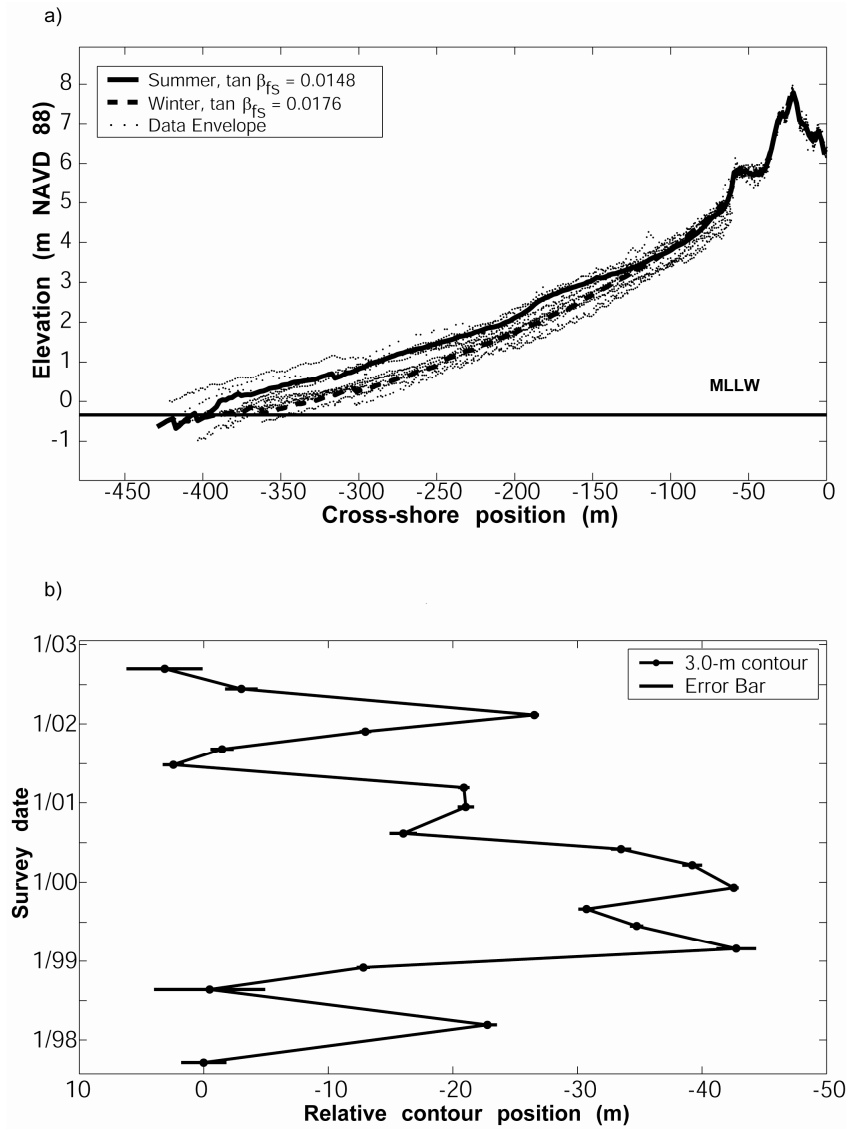 a)
8
7
6
5
4
3
2
1
0
-1
Elevation (m NAVD 88)
Summer, tan βfS = 0.0148
Winter, tan βfS = 0.0176
Data Envelope
MLLW
-450 -400 -350 -300 -250 -200 -150 -100 -50 0
Cross-shore position (m)
b)
1/03
1/02
1/01
1/00
1/99
1/98
Survey date
3.0-m contour
Error Bar
10 0 -10 -20 -30 -40 -50
Relative contour position (m)